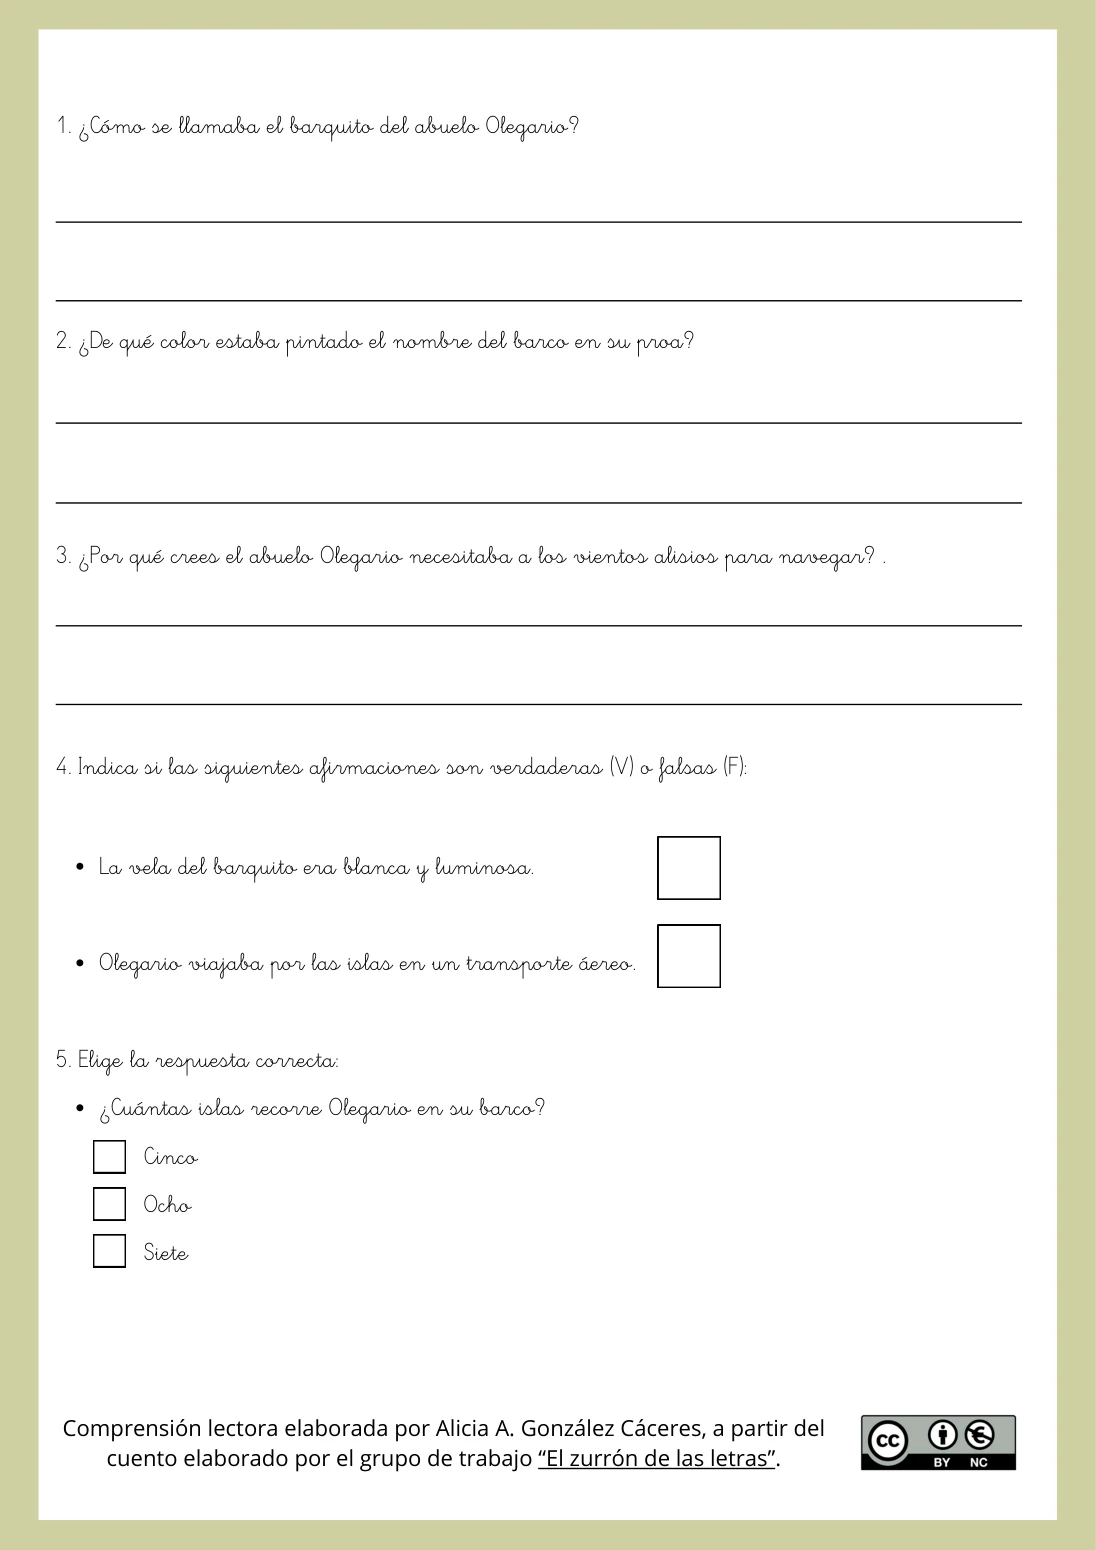 1. ¿Cómo se llamaba el barquito del abuelo Olegario?
2. ¿De qué color estaba pintado el nombre del barco en su proa?
3. ¿Por qué crees el abuelo Olegario necesitaba a los vientos alisios para navegar? .
4. Indica si las siguientes afirmaciones son verdaderas (V) o falsas (F):
• La vela del barquito era blanca y luminosa.
• Olegario viajaba por las islas en un transporte áereo.
5. Elige la respuesta correcta:
• ¿Cuántas islas recorre Olegario en su barco?
Cinco
Ocho
Siete
Comprensión lectora elaborada por Alicia A. González Cáceres, a partir del
cuento elaborado por el grupo de trabajo “El zurrón de las letras”.
cc
BY NC